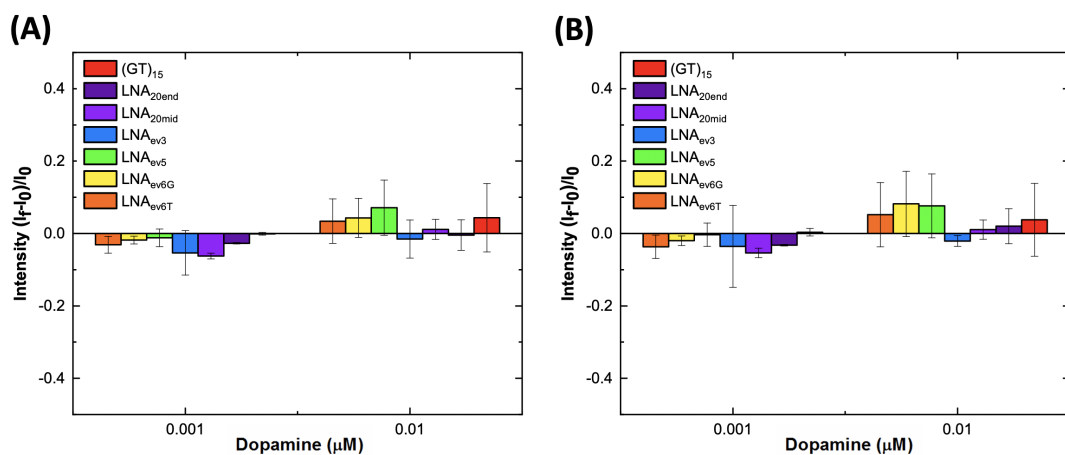 (A)
Intensity (If-I0)/I0
0.4
0.2
0.0
-0.2
-0.4
(GT)15
LNA20end
LNA20mid
LNAev3
LNAev5
LNAev6G
LNAev6T
0.001
0.01
Dopamine (μM)
(B)
Intensity (If-I0)/I0
0.4
0.2
0.0
-0.2
-0.4
(GT)15
LNA20end
LNA20mid
LNAev3
LNAev5
LNAev6G
LNAev6T
0.001
0.01
Dopamine (μM)